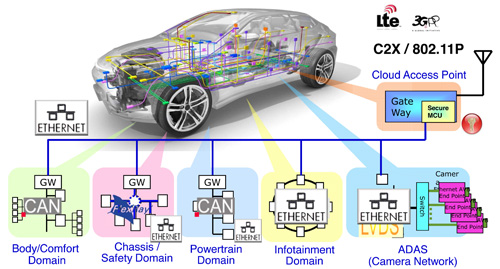 LTE
3GPP
C2X / 802.11P
Cloud Access Point
Gate
Way
Secure
MCU
ETHERNET
GW
GW
GW
CAN
FlexRay
ETHERNET
CAN
ETHERNET
ETHERNET
ETHERNET
LVDS
Switch
Camer
Ethernet AV
End Point
End Point
End Point
End Point
Body/Comfort
Domain
Chassis /
Safety Domain
Powertrain
Domain
Infotainment
Domain
ADAS
(Camera Network)